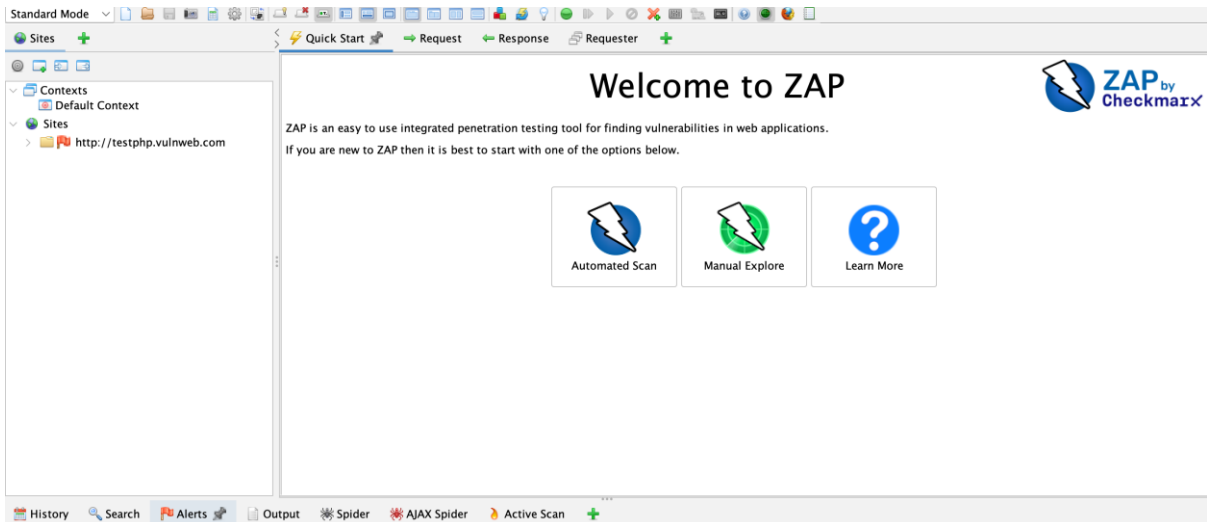 Standard Mode
Sites
Quick Start
Request
Response
Requester
Contexts
Default Context
Sites
http://testphp.vulnweb.com
Welcome to ZAP
ZAP by
Checkmarx
ZAP is an easy to use integrated penetration testing tool for finding vulnerabilities in web applications.
If you are new to ZAP then it is best to start with one of the options below.
Automated Scan
Manual Explore
Learn More
History
Search
Alerts
Output
Spider
AJAX Spider
Active Scan